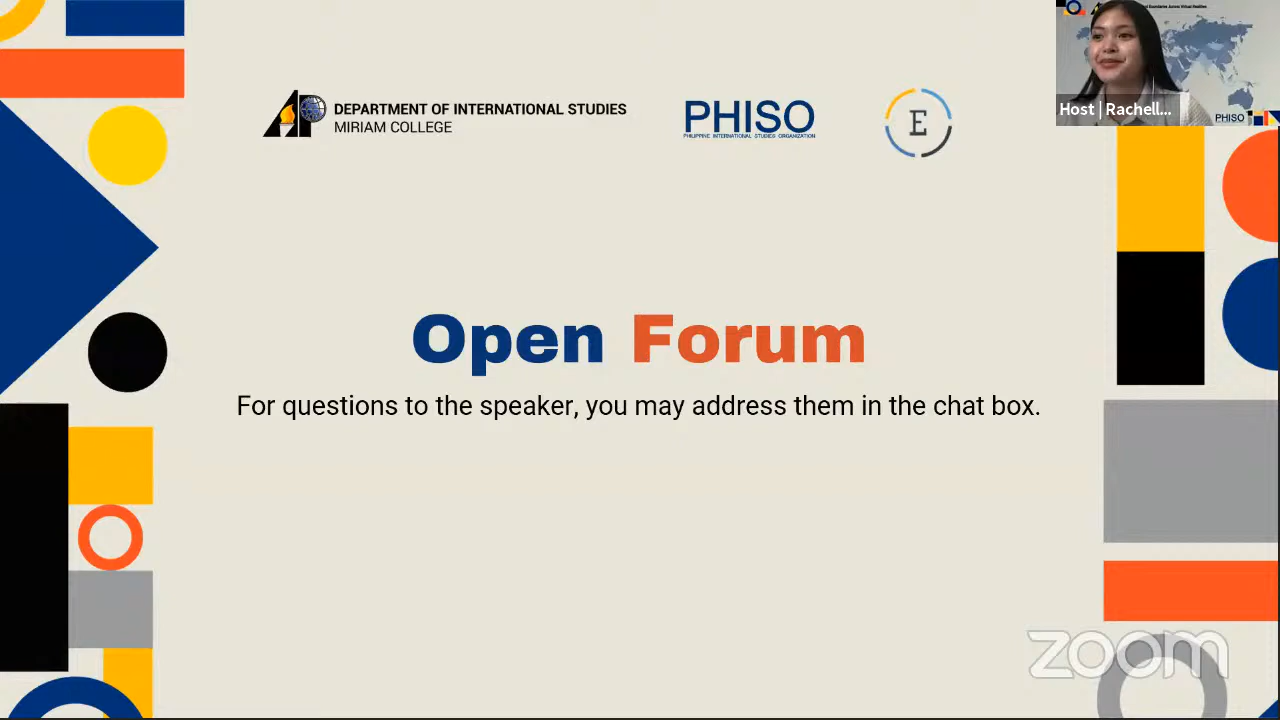 DEPARTMENT OF INTERNATIONAL STUDIES
MIRIAM COLLEGE
PHISO
PHILIPPINE INTERNATIONAL STUDIES ORGANIZATION
E
Host | Rachell...
PHISO
Open Forum
For questions to the speaker, you may address them in the chat box.
zoom